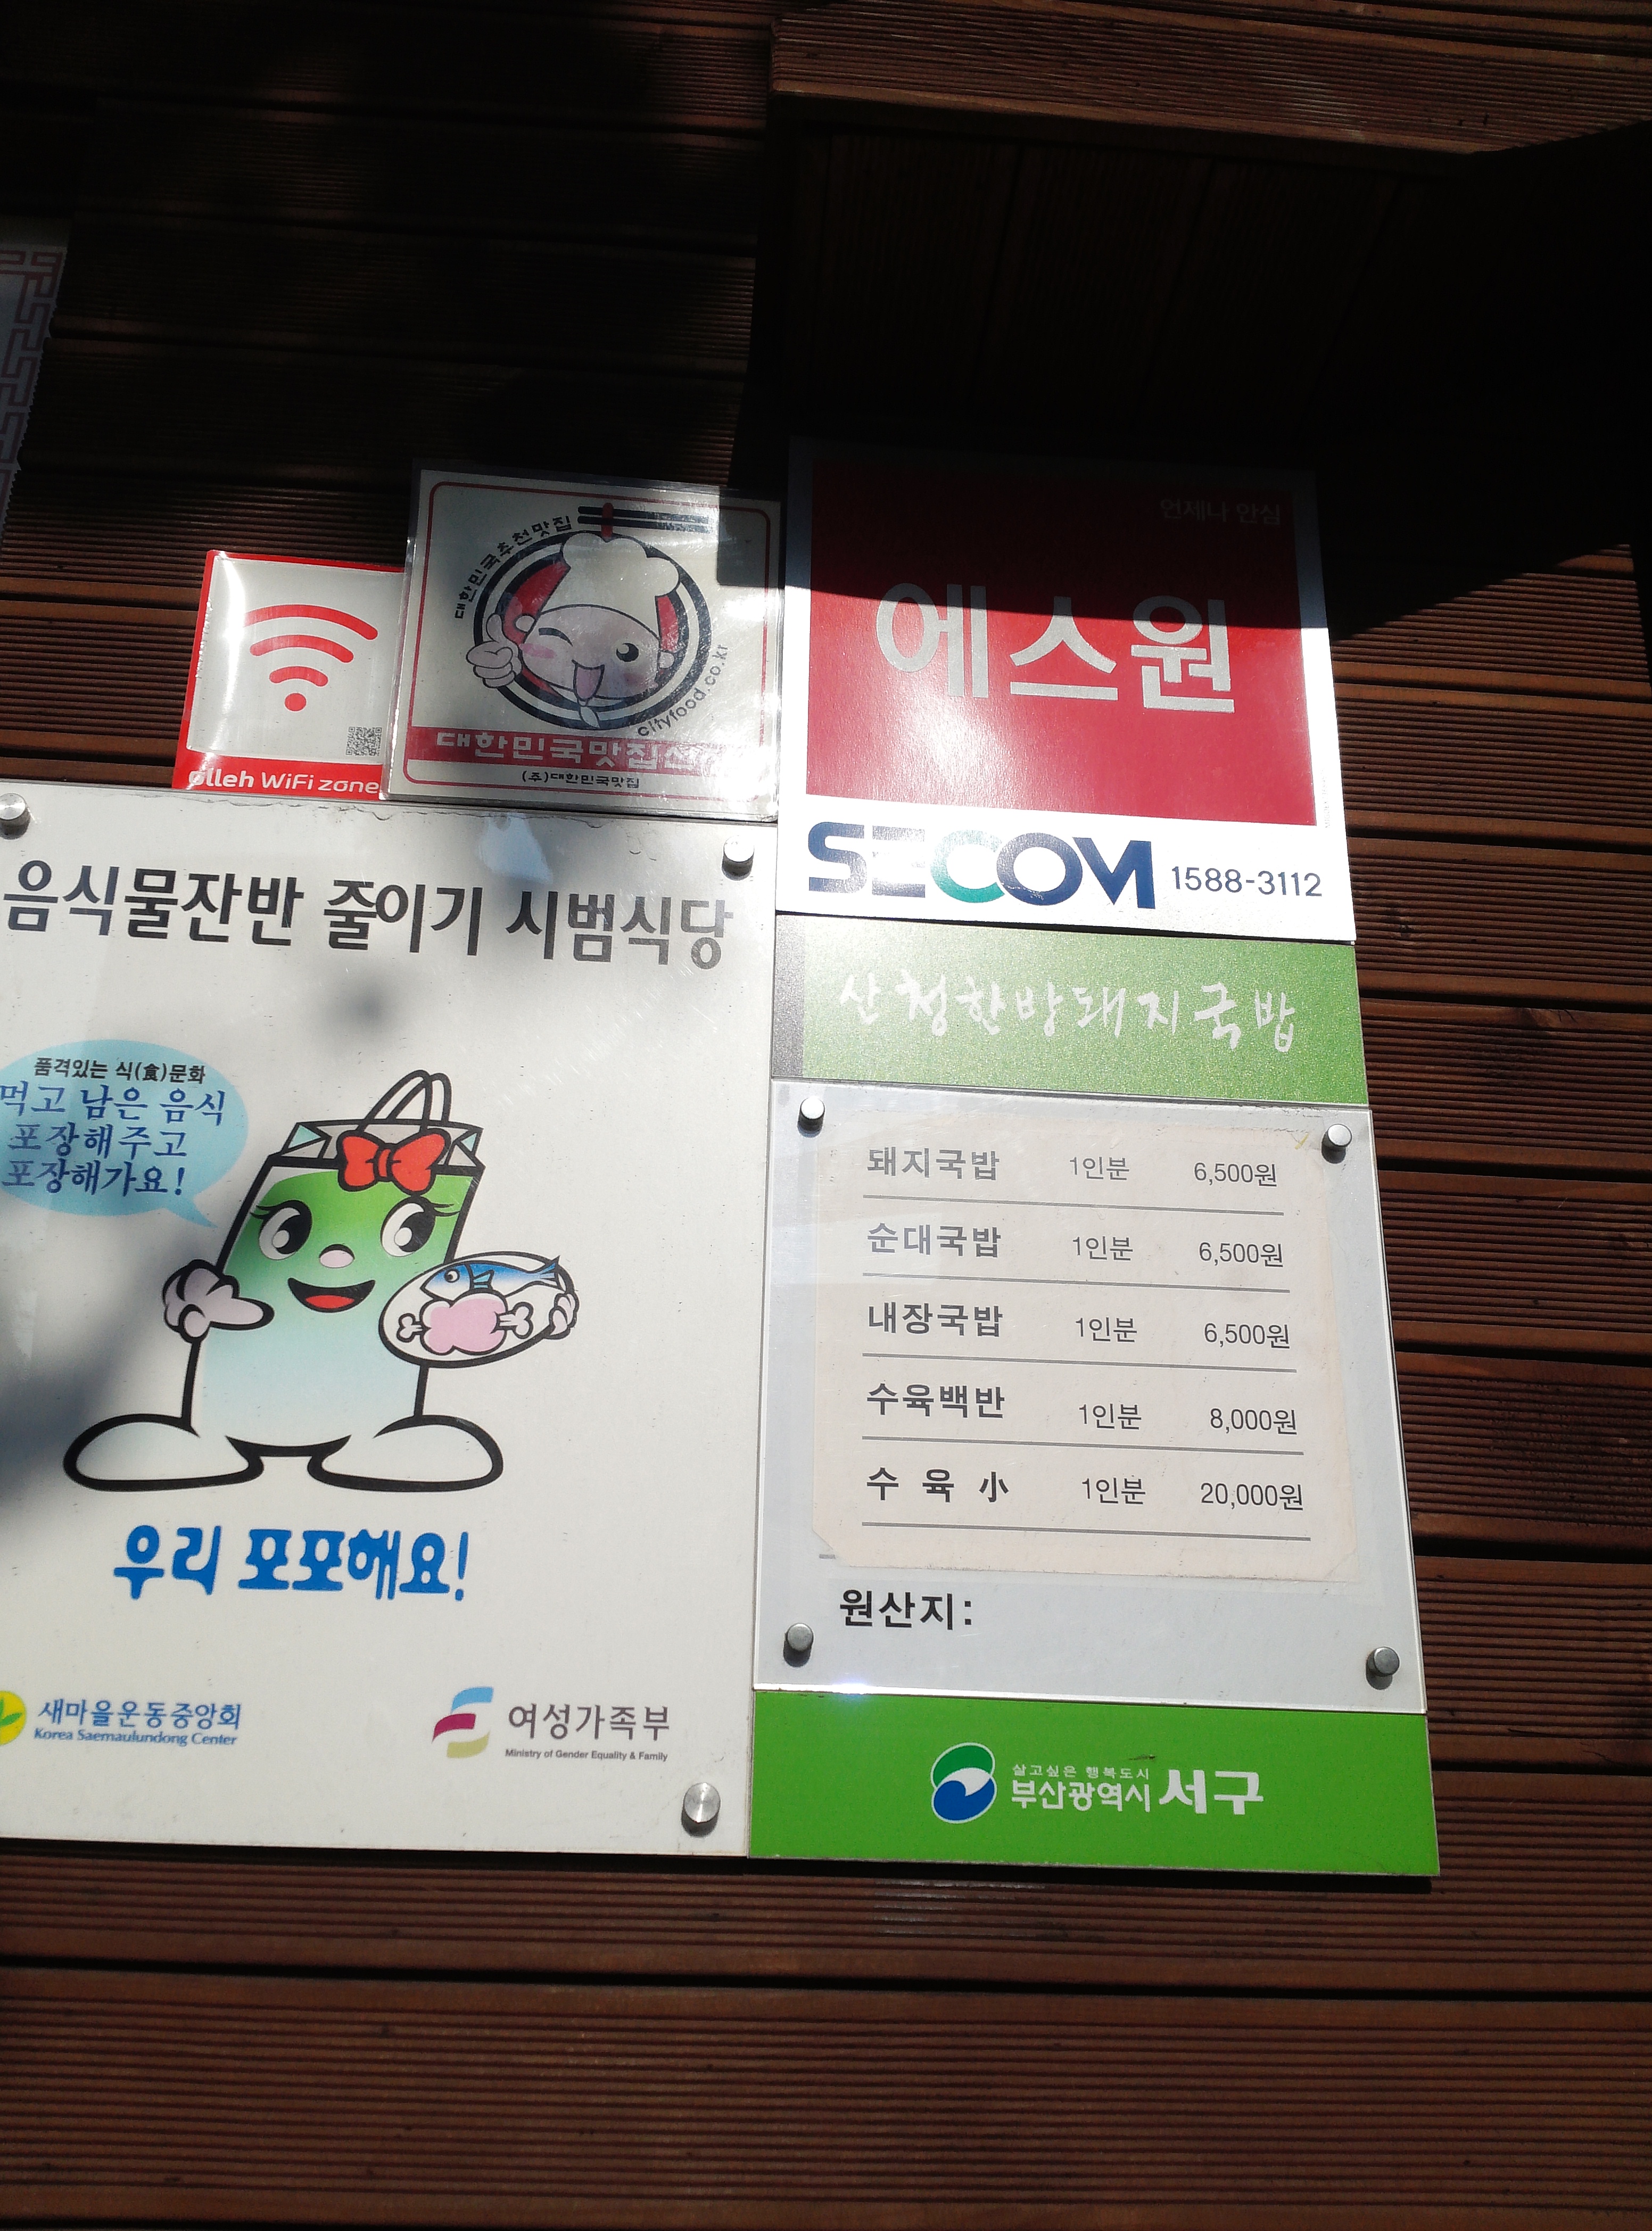 olleh WiFi zone
대한민국추천맛집
cityfood.co.kr
(주)대한민국맛집
언제나 안심
에스원
SECOM 1588-3112
음식물잔반 줄이기 시범식당
품격있는 식(食)문화
먹고 남은 음식
포장해주고
포장해가요!
우리 포포해요!
새마을운동중앙회
Korea Saemaulundong Center
여성가족부
Ministry of Gender Equality & Family
산청한방돼지국밥
돼지국밥 1인분 6,500원
순대국밥 1인분 6,500원
내장국밥 1인분 6,500원
수육백반 1인분 8,000원
수 육 小 1인분 20,000원
원산지:
살고싶은 행복도시
부산광역시 서구